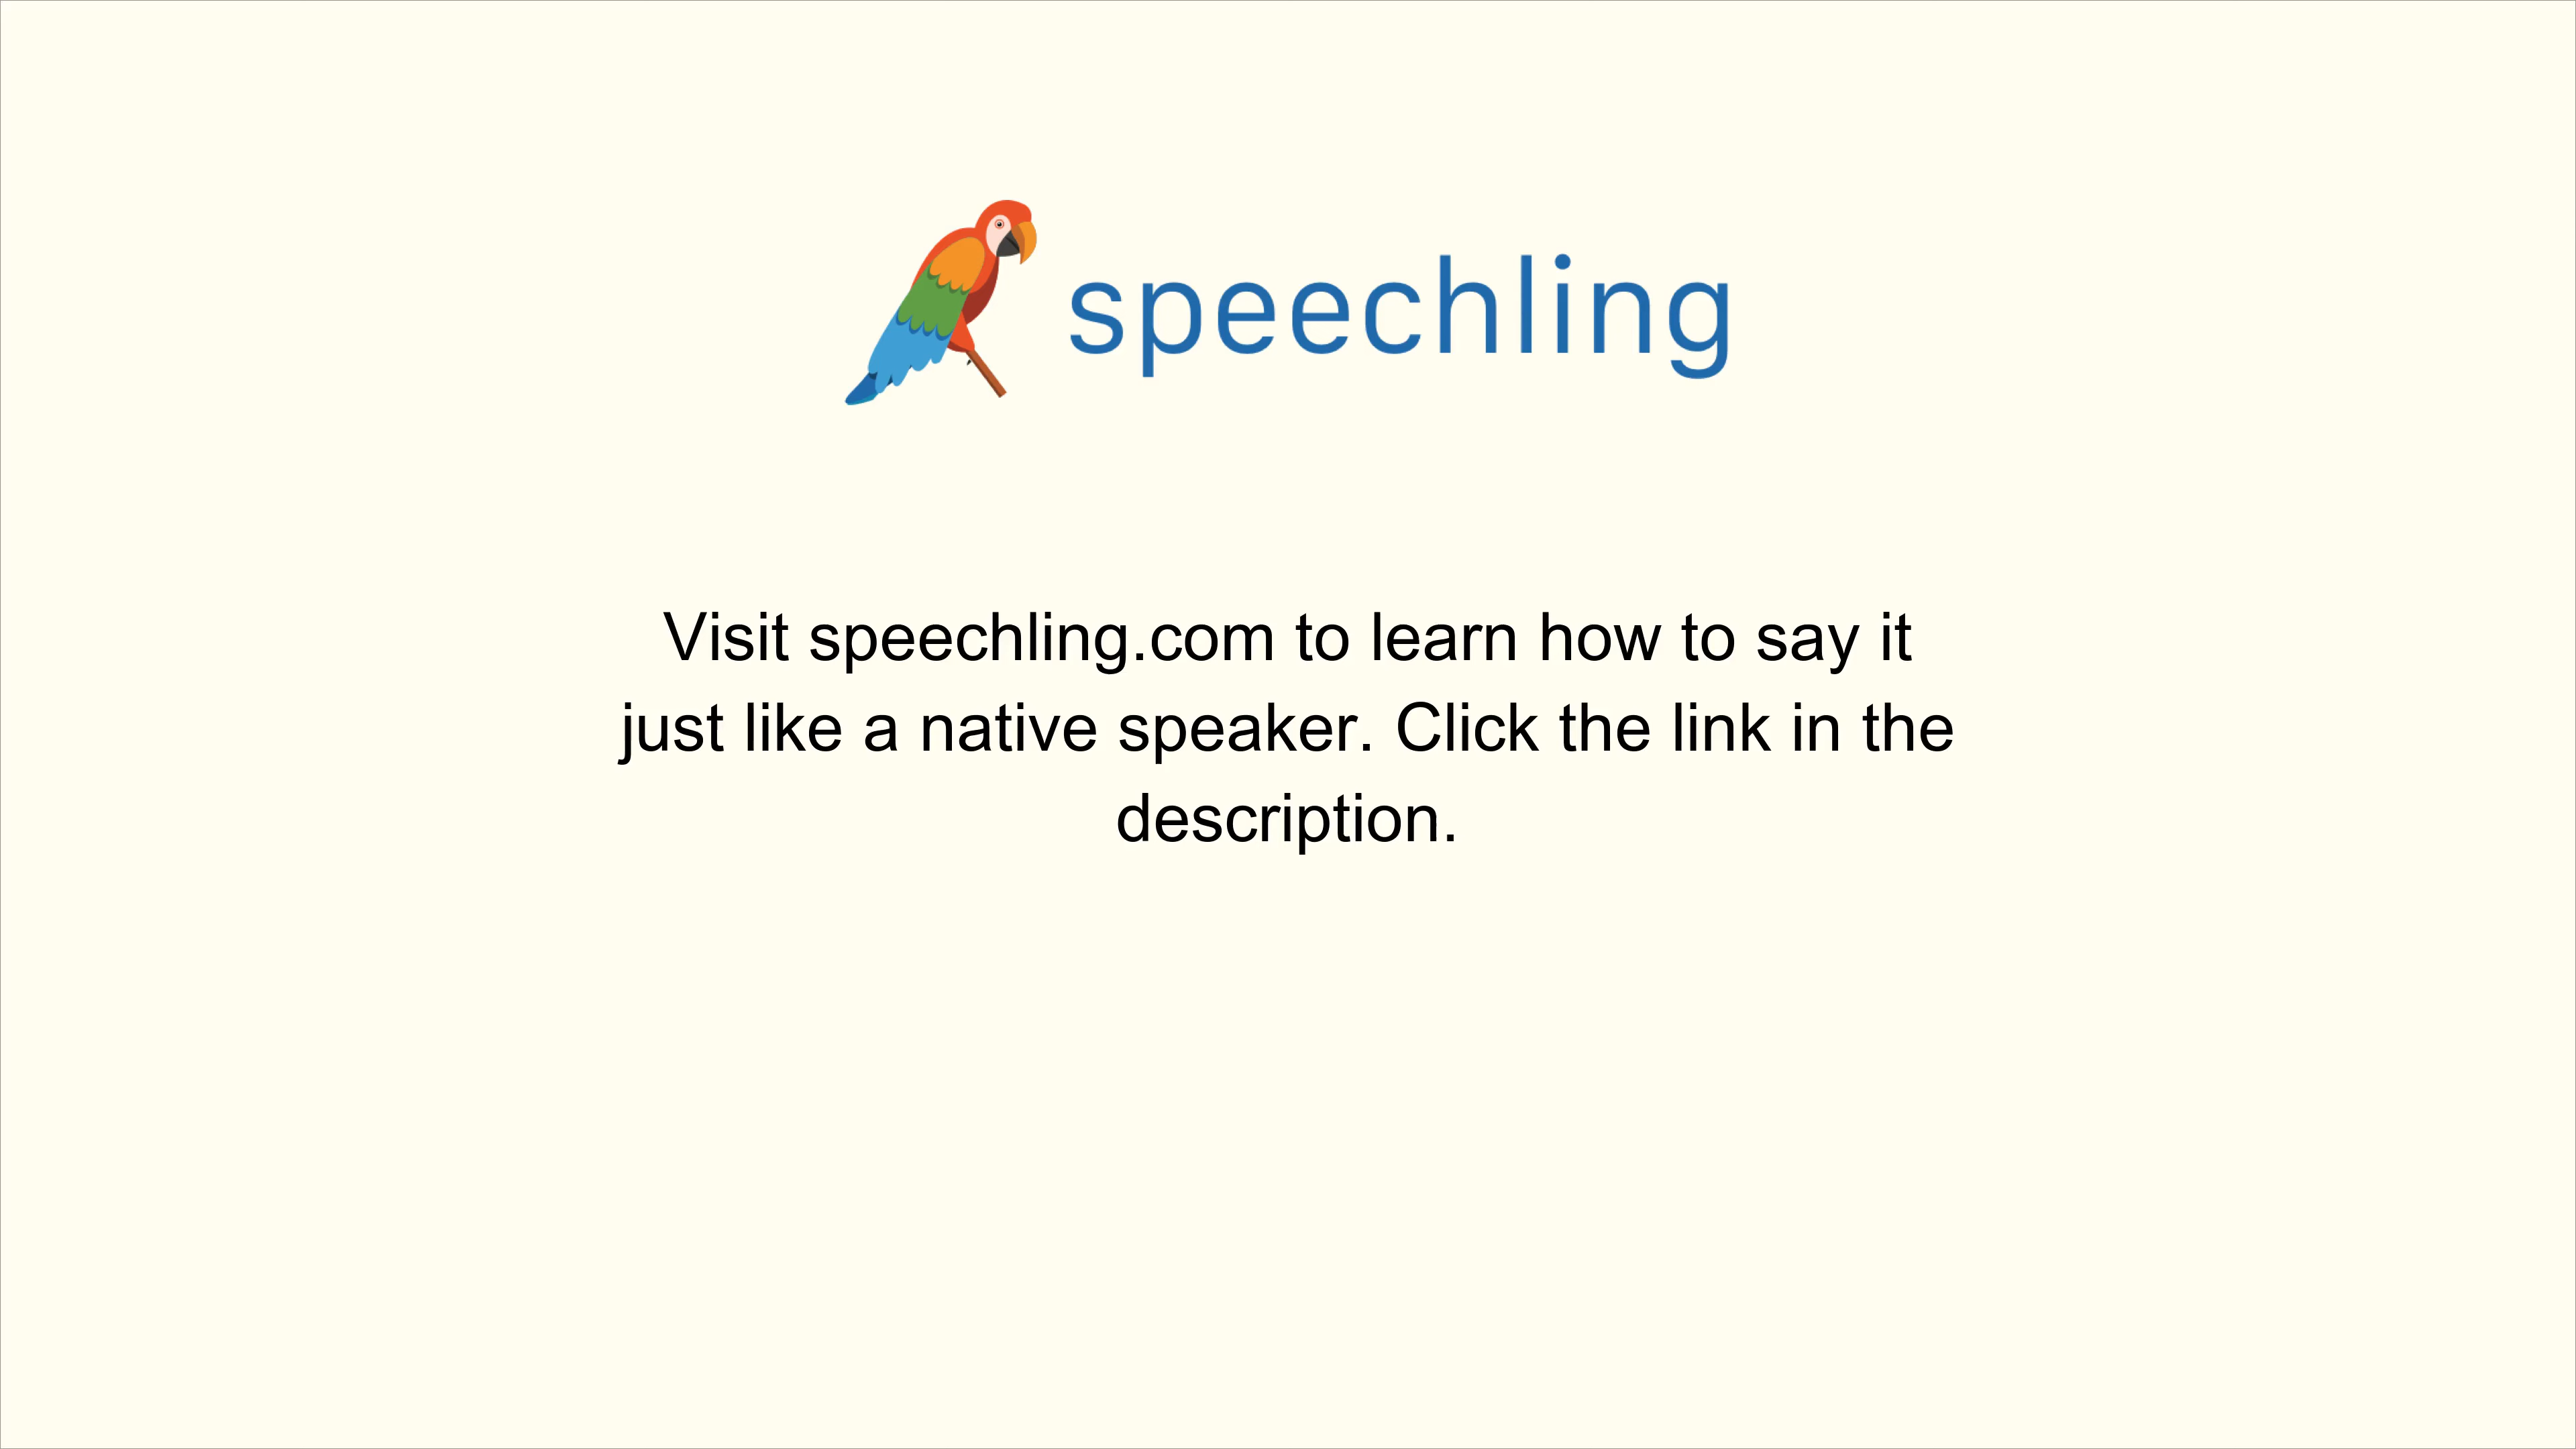 speechling
Visit speechling.com to learn how to say it
just like a native speaker. Click the link in the
description.